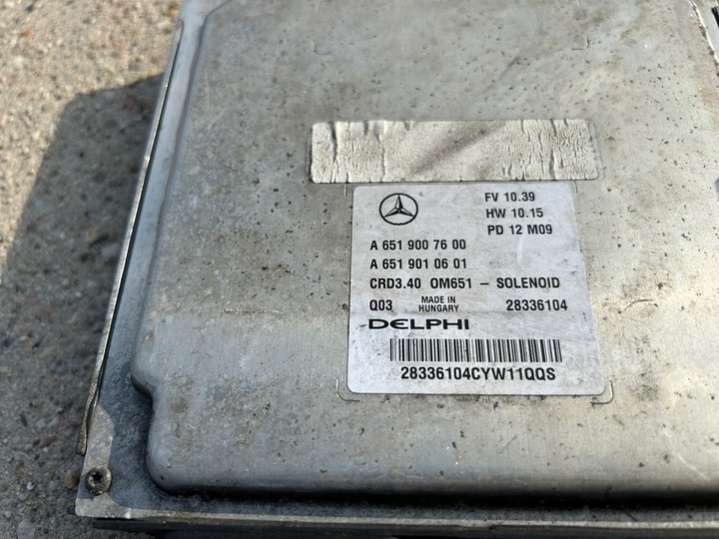 FV 10.39
HW 10.15
PD 12 M09
A 651 900 76 00
A 651 901 06 01
CRD3.40 OM651 - SOLENOID
Q03 MADE IN HUNGARY 28336104
DELPHI
28336104CYW11QQS